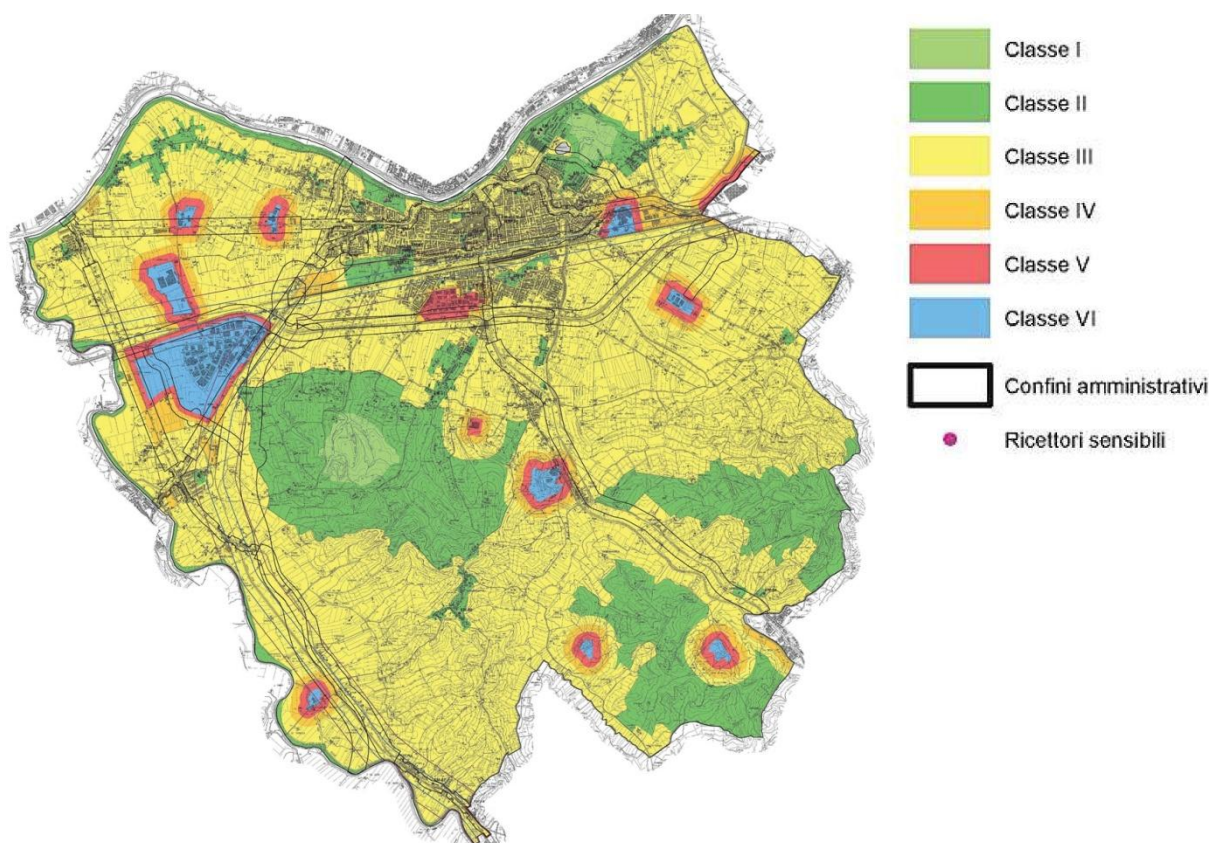 Classe I
Classe II
Classe III
Classe IV
Classe V
Classe VI
Confini amministrativi
Ricettori sensibili